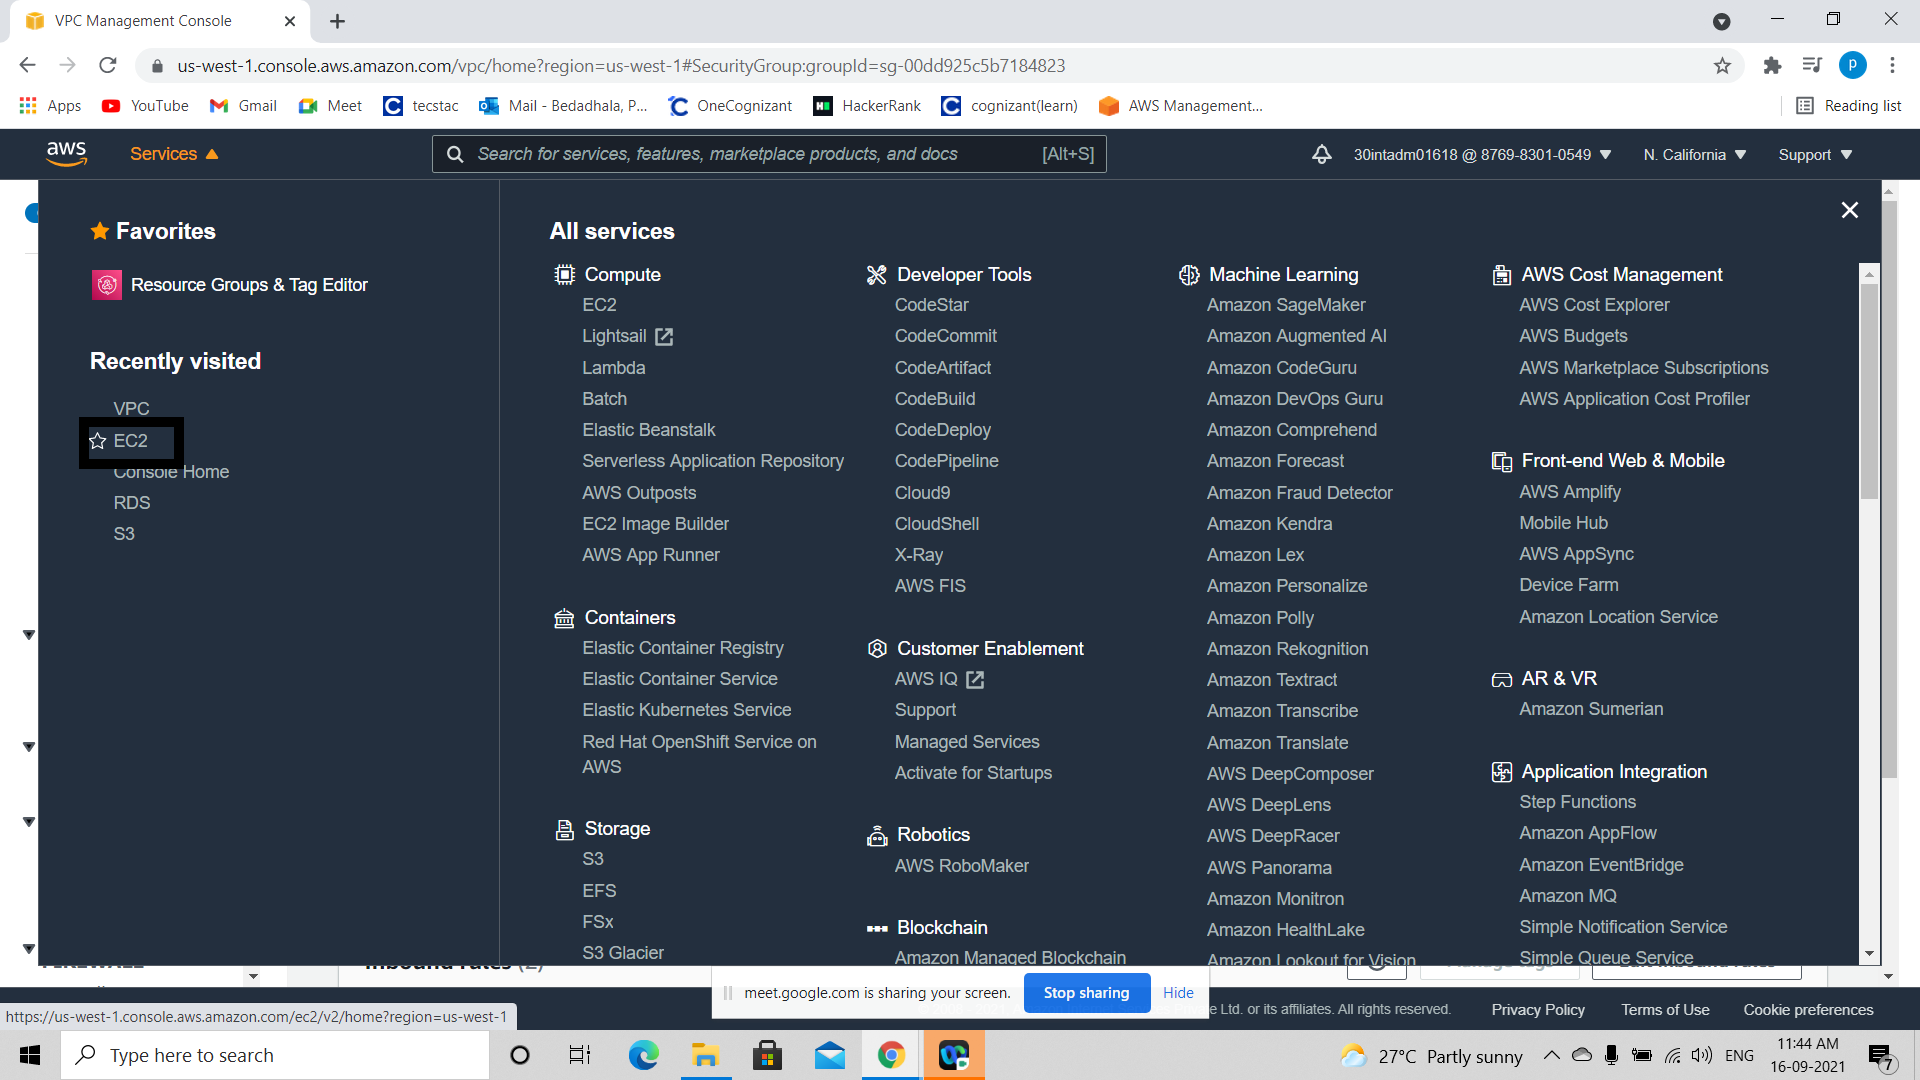 VPC Management Console
us-west-1.console.aws.amazon.com/vpc/home?region=us-west-1#SecurityGroup:groupId=sg-00dd925c5b7184823
p
Apps YouTube Gmail Meet tecstac Mail - Bedadhala, P... OneCognizant HackerRank cognizant(learn) AWS Management... Reading list
aws Services Search for services, features, marketplace products, and docs [Alt+S] 30intadm01618 @ 8769-8301-0549 N. California Support
Favorites
Resource Groups & Tag Editor
Recently visited
VPC
EC2
Console Home
RDS
S3
All services
Compute
EC2
Lightsail
Lambda
Batch
Elastic Beanstalk
Serverless Application Repository
AWS Outposts
EC2 Image Builder
AWS App Runner
Containers
Elastic Container Registry
Elastic Container Service
Elastic Kubernetes Service
Red Hat OpenShift Service on
AWS
Storage
S3
EFS
FSx
S3 Glacier
Developer Tools
CodeStar
CodeCommit
CodeArtifact
CodeBuild
CodeDeploy
CodePipeline
Cloud9
CloudShell
X-Ray
AWS FIS
Customer Enablement
AWS IQ
Support
Managed Services
Activate for Startups
Robotics
AWS RoboMaker
Blockchain
Amazon Managed Blockchain
Machine Learning
Amazon SageMaker
Amazon Augmented AI
Amazon CodeGuru
Amazon DevOps Guru
Amazon Comprehend
Amazon Forecast
Amazon Fraud Detector
Amazon Kendra
Amazon Lex
Amazon Personalize
Amazon Polly
Amazon Rekognition
Amazon Textract
Amazon Transcribe
Amazon Translate
AWS DeepComposer
AWS DeepLens
AWS DeepRacer
AWS Panorama
Amazon Monitron
Amazon HealthLake
Amazon Lookout for Vision
AWS Cost Management
AWS Cost Explorer
AWS Budgets
AWS Marketplace Subscriptions
AWS Application Cost Profiler
Front-end Web & Mobile
AWS Amplify
Mobile Hub
AWS AppSync
Device Farm
Amazon Location Service
AR & VR
Amazon Sumerian
Application Integration
Step Functions
Amazon AppFlow
Amazon EventBridge
Amazon MQ
Simple Notification Service
Simple Queue Service
meet.google.com is sharing your screen. Stop sharing Hide
e Ltd. or its affiliates. All rights reserved. Privacy Policy Terms of Use Cookie preferences
https://us-west-1.console.aws.amazon.com/ec2/v2/home?region=us-west-1
Type here to search
27°C Partly sunny
ENG
11:44 AM
16-09-2021
7